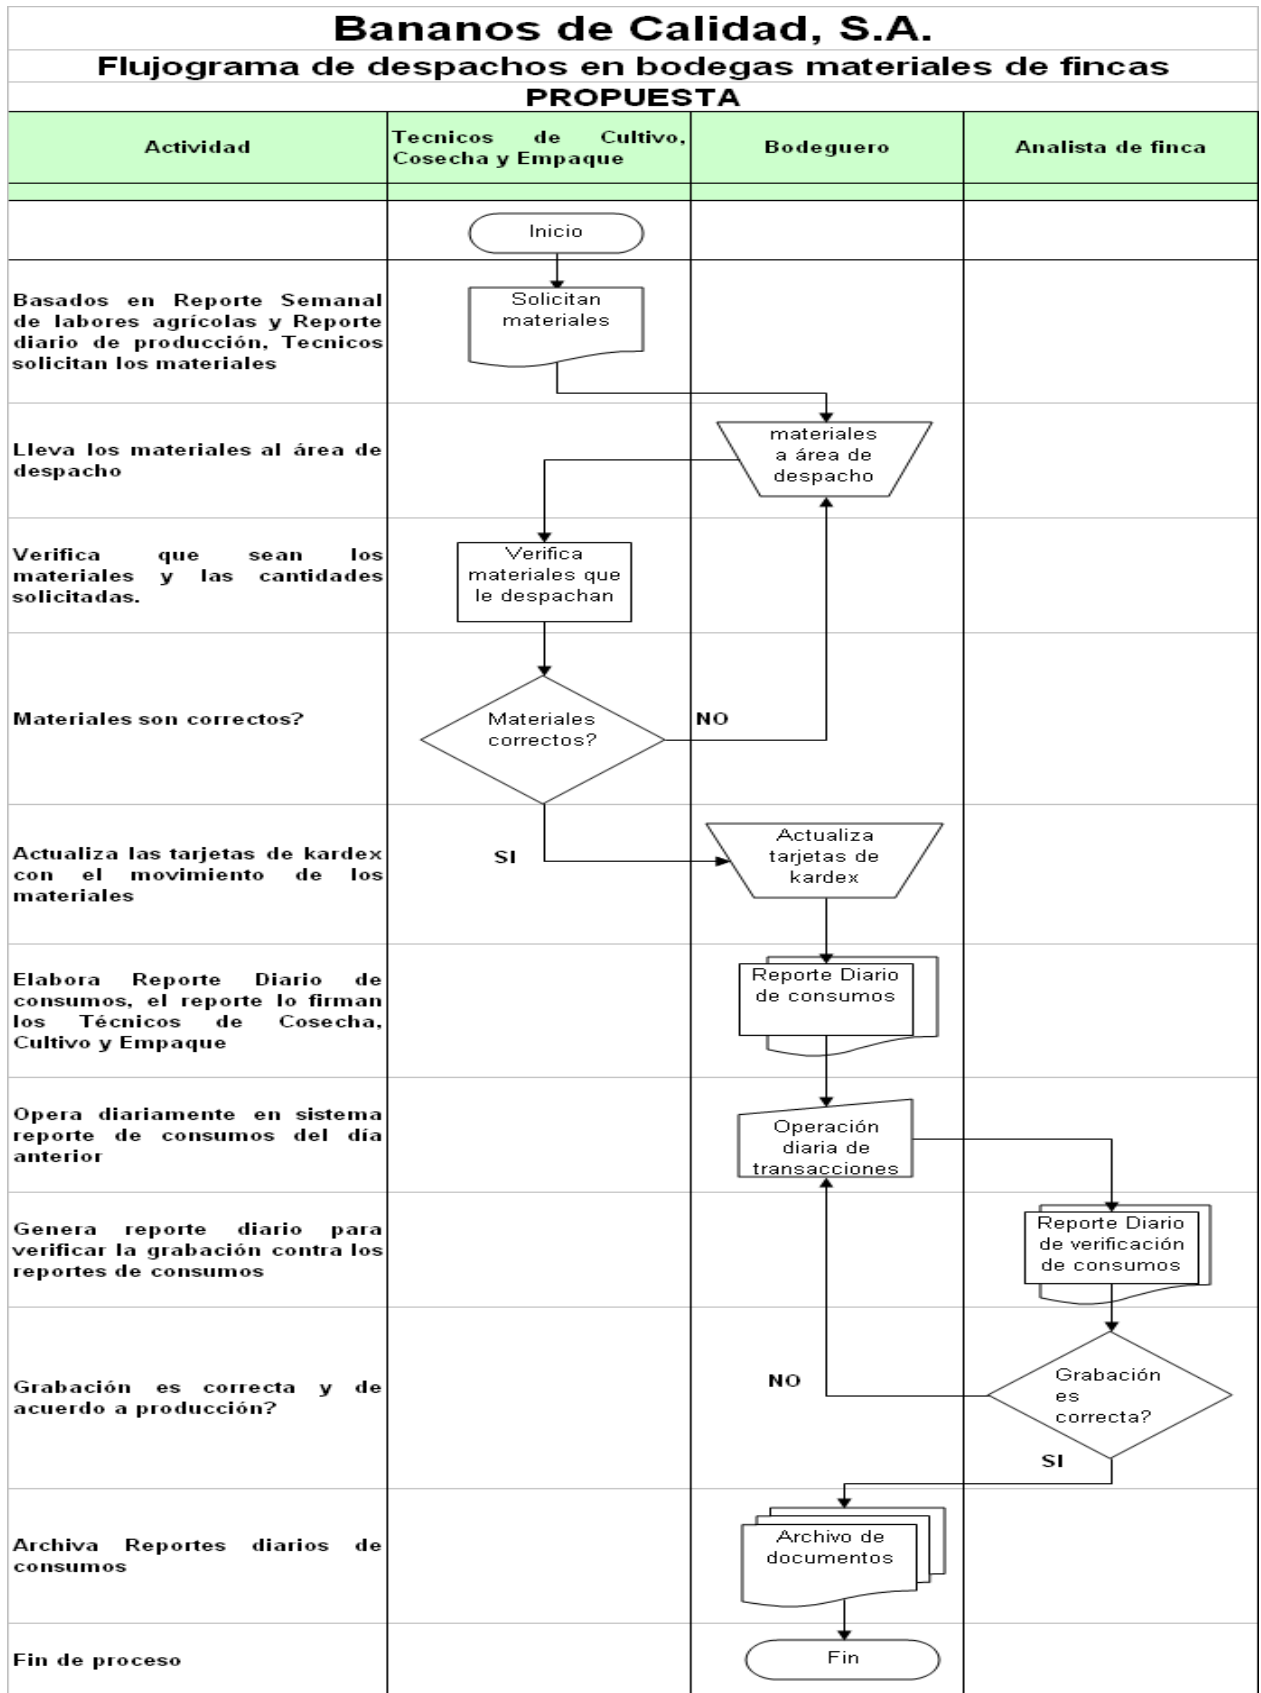 Bananos de Calidad, S.A.
Flujograma de despachos en bodegas materiales de fincas
PROPUESTA
Actividad
Tecnicos de Cultivo,
Cosecha y Empaque
Bodeguero
Analista de finca
Inicio
Basados en Reporte Semanal
de labores agrícolas y Reporte
diario de producción, Tecnicos
solicitan los materiales
Solicitan
materiales
Lleva los materiales al área de
despacho
materiales
a área de
despacho
Verifica que sean los
materiales y las cantidades
solicitadas.
Verifica
materiales que
le despachan
Materiales son correctos?
Materiales
correctos?
NO
Actualiza las tarjetas de kardex
con el movimiento de los
materiales
SI
Actualiza
tarjetas de
kardex
Elabora Reporte Diario de
consumos, el reporte lo firman
los Técnicos de Cosecha,
Cultivo y Empaque
Reporte Diario
de consumos
Opera diariamente en sistema
reporte de consumos del día
anterior
Operación
diaria de
transacciones
Genera reporte diario para
verificar la grabación contra los
reportes de consumos
Reporte Diario
de verificación
de consumos
Grabación es correcta y de
acuerdo a producción?
NO
Grabación
es
correcta?
SI
Archiva Reportes diarios de
consumos
Archivo de
documentos
Fin de proceso
Fin